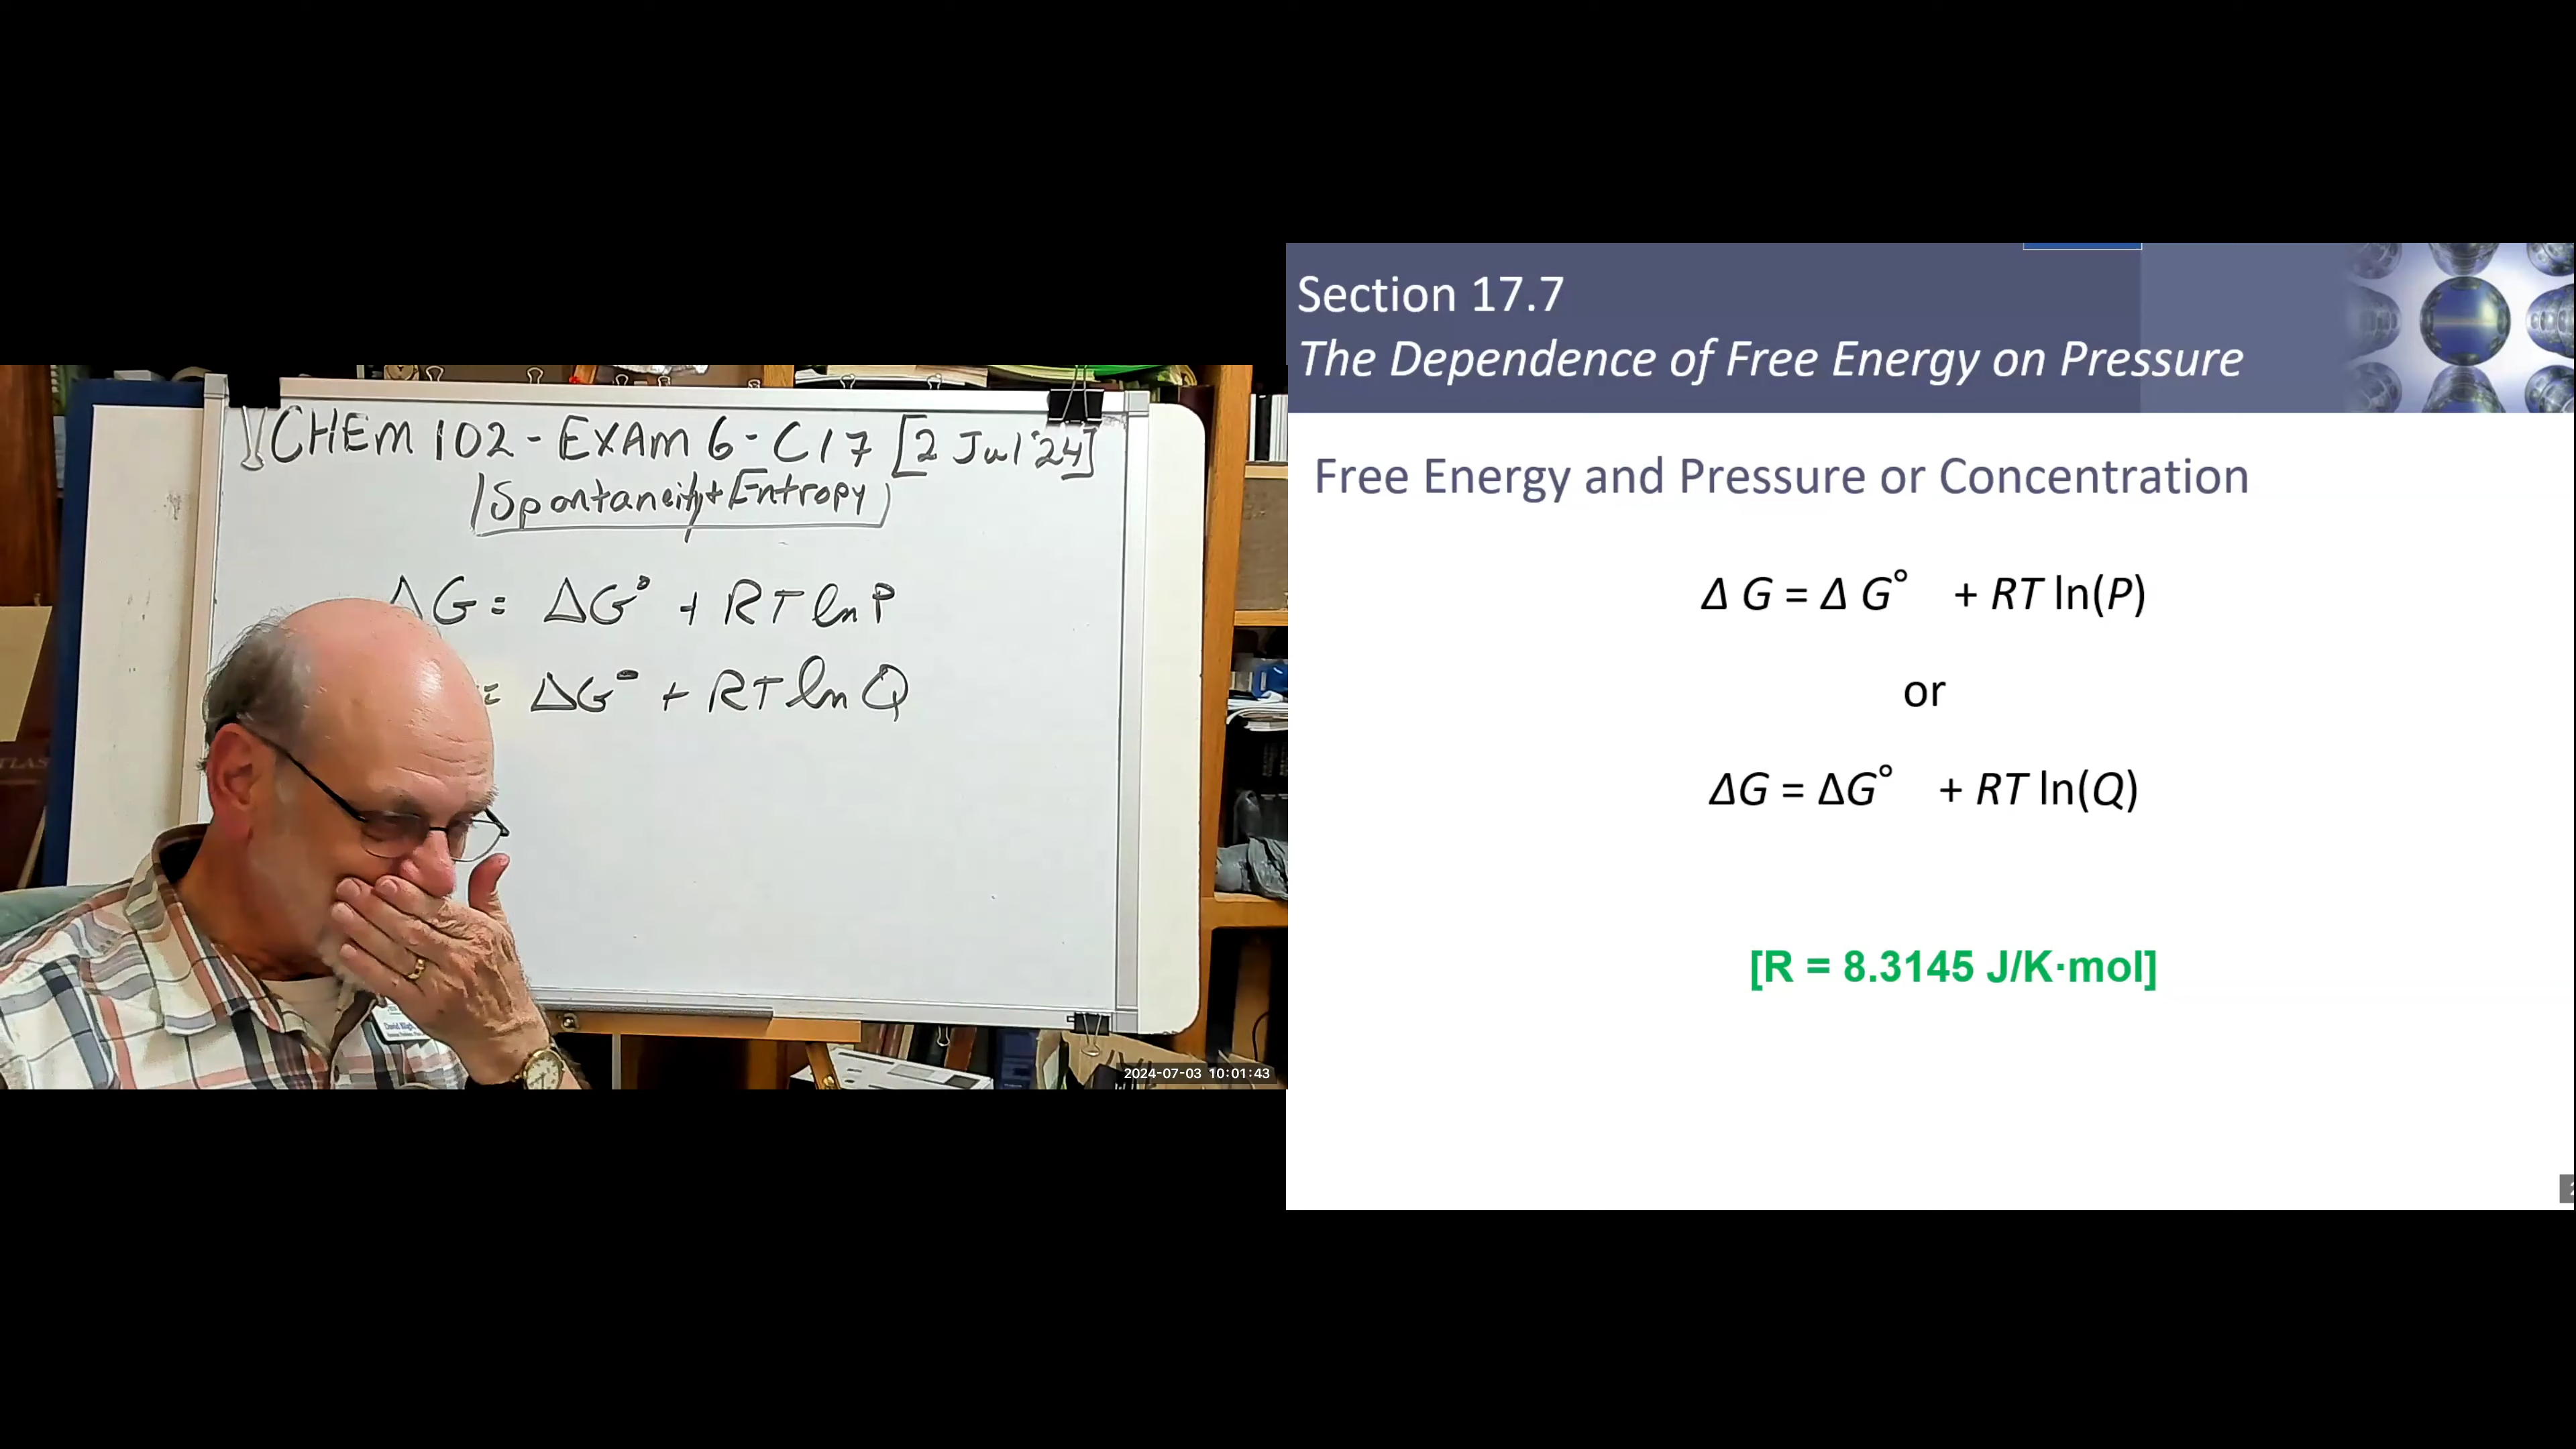 CHEM 102 - EXAM 6 - C17 [2 Jul '24]
Spontaneity + Entropy
ΔG = ΔG° + RT ln P
= ΔG° + RT ln Q
TLAS
David
2024-07-03 10:01:43
Section 17.7
The Dependence of Free Energy on Pressure
Free Energy and Pressure or Concentration
Δ G = Δ G° + RT ln(P)
or
ΔG = ΔG° + RT ln(Q)
[R = 8.3145 J/K·mol]